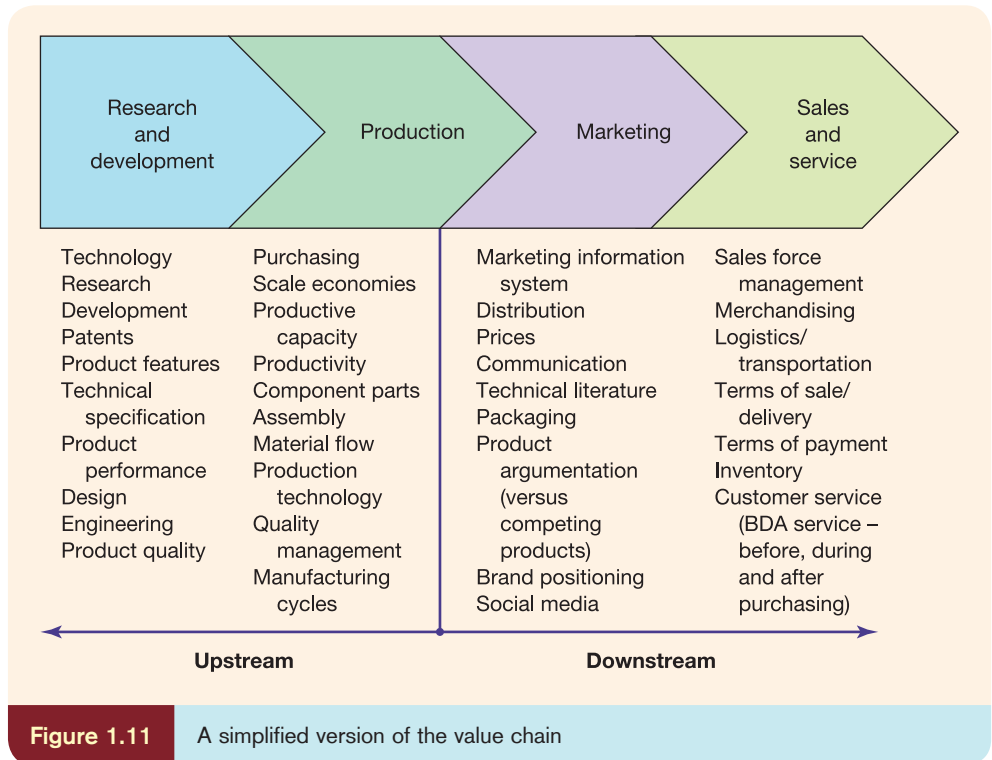 Research
and
development
Production
Marketing
Sales
and
service
Technology
Research
Development
Patents
Product features
Technical
specification
Product
performance
Design
Engineering
Product quality
Purchasing
Scale economies
Productive
capacity
Productivity
Component parts
Assembly
Material flow
Production
technology
Quality
management
Manufacturing
cycles
Marketing information
system
Distribution
Prices
Communication
Technical literature
Packaging
Product
argumentation
(versus
competing
products)
Brand positioning
Social media
Sales force
management
Merchandising
Logistics/
transportation
Terms of sale/
delivery
Terms of payment
Inventory
Customer service
(BDA service –
before, during
and after
purchasing)
Upstream
Downstream
Figure 1.11
A simplified version of the value chain